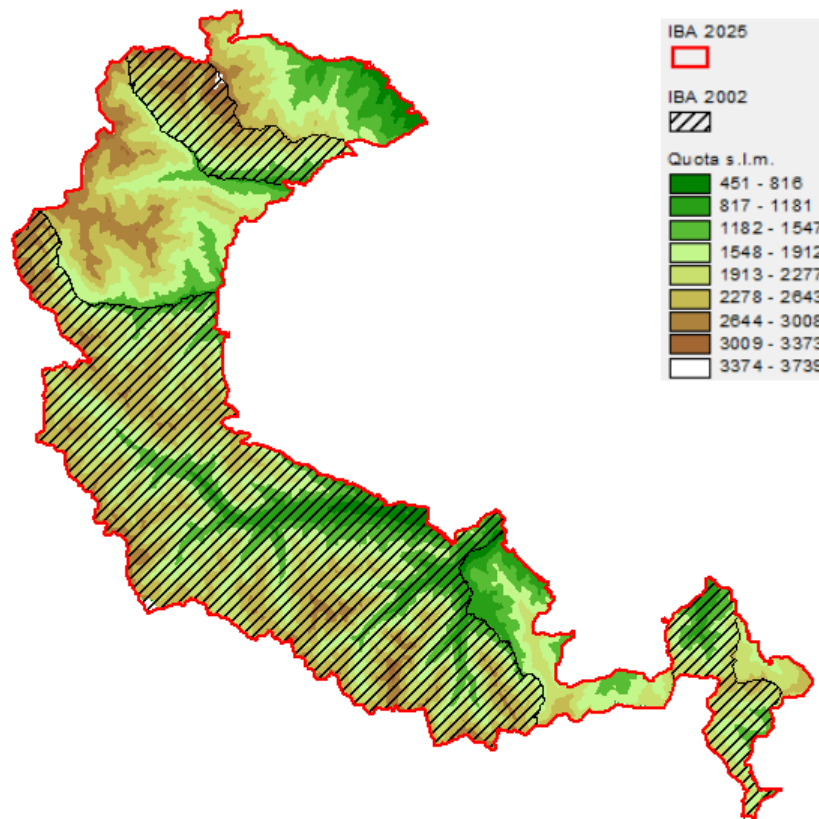 IBA 2025
IBA 2002
Quota s.l.m.
451 - 816
817 - 1181
1182 - 1547
1548 - 1912
1913 - 2277
2278 - 2643
2644 - 3008
3009 - 3373
3374 - 3739